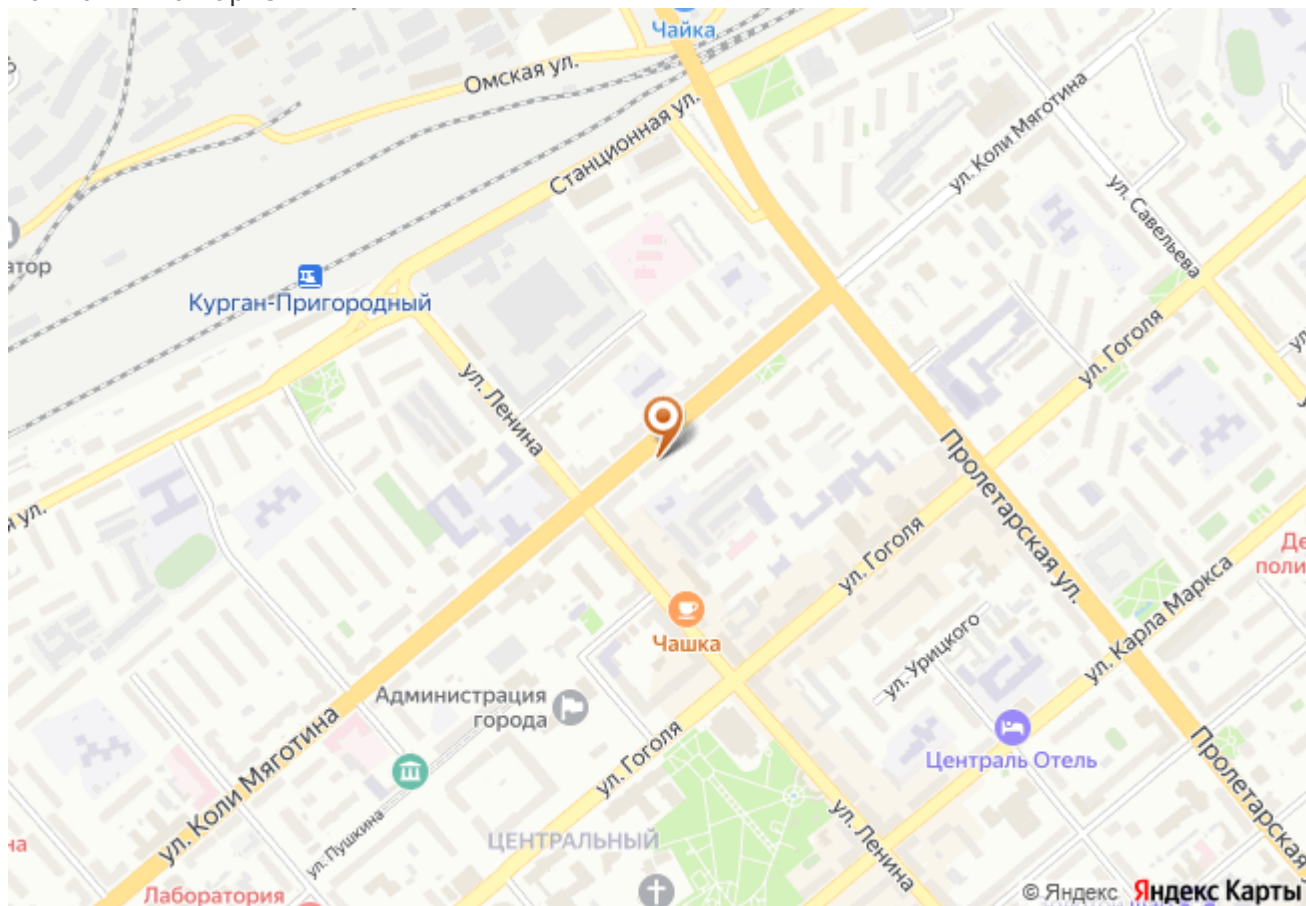 Чайка
Омская ул.
Станционная ул.
ул. Коли Мяготина
ул. Савельева
атор
Курган-Пригородный
ул. Гоголя
ул. Ленина
Пролетарская ул.
я ул.
ул. Гоголя
Де
поли
ул. Карла Маркса
Чашка
ул. Урицкого
Администрация
города
Централь Отель
ул. Гоголя
ул. Коли Мяготина
Пролетарская
ул. Пушкина
ЦЕНТРАЛЬНЫЙ
ул. Ленина
на
Лаборатория
© Яндекс Яндекс Карты